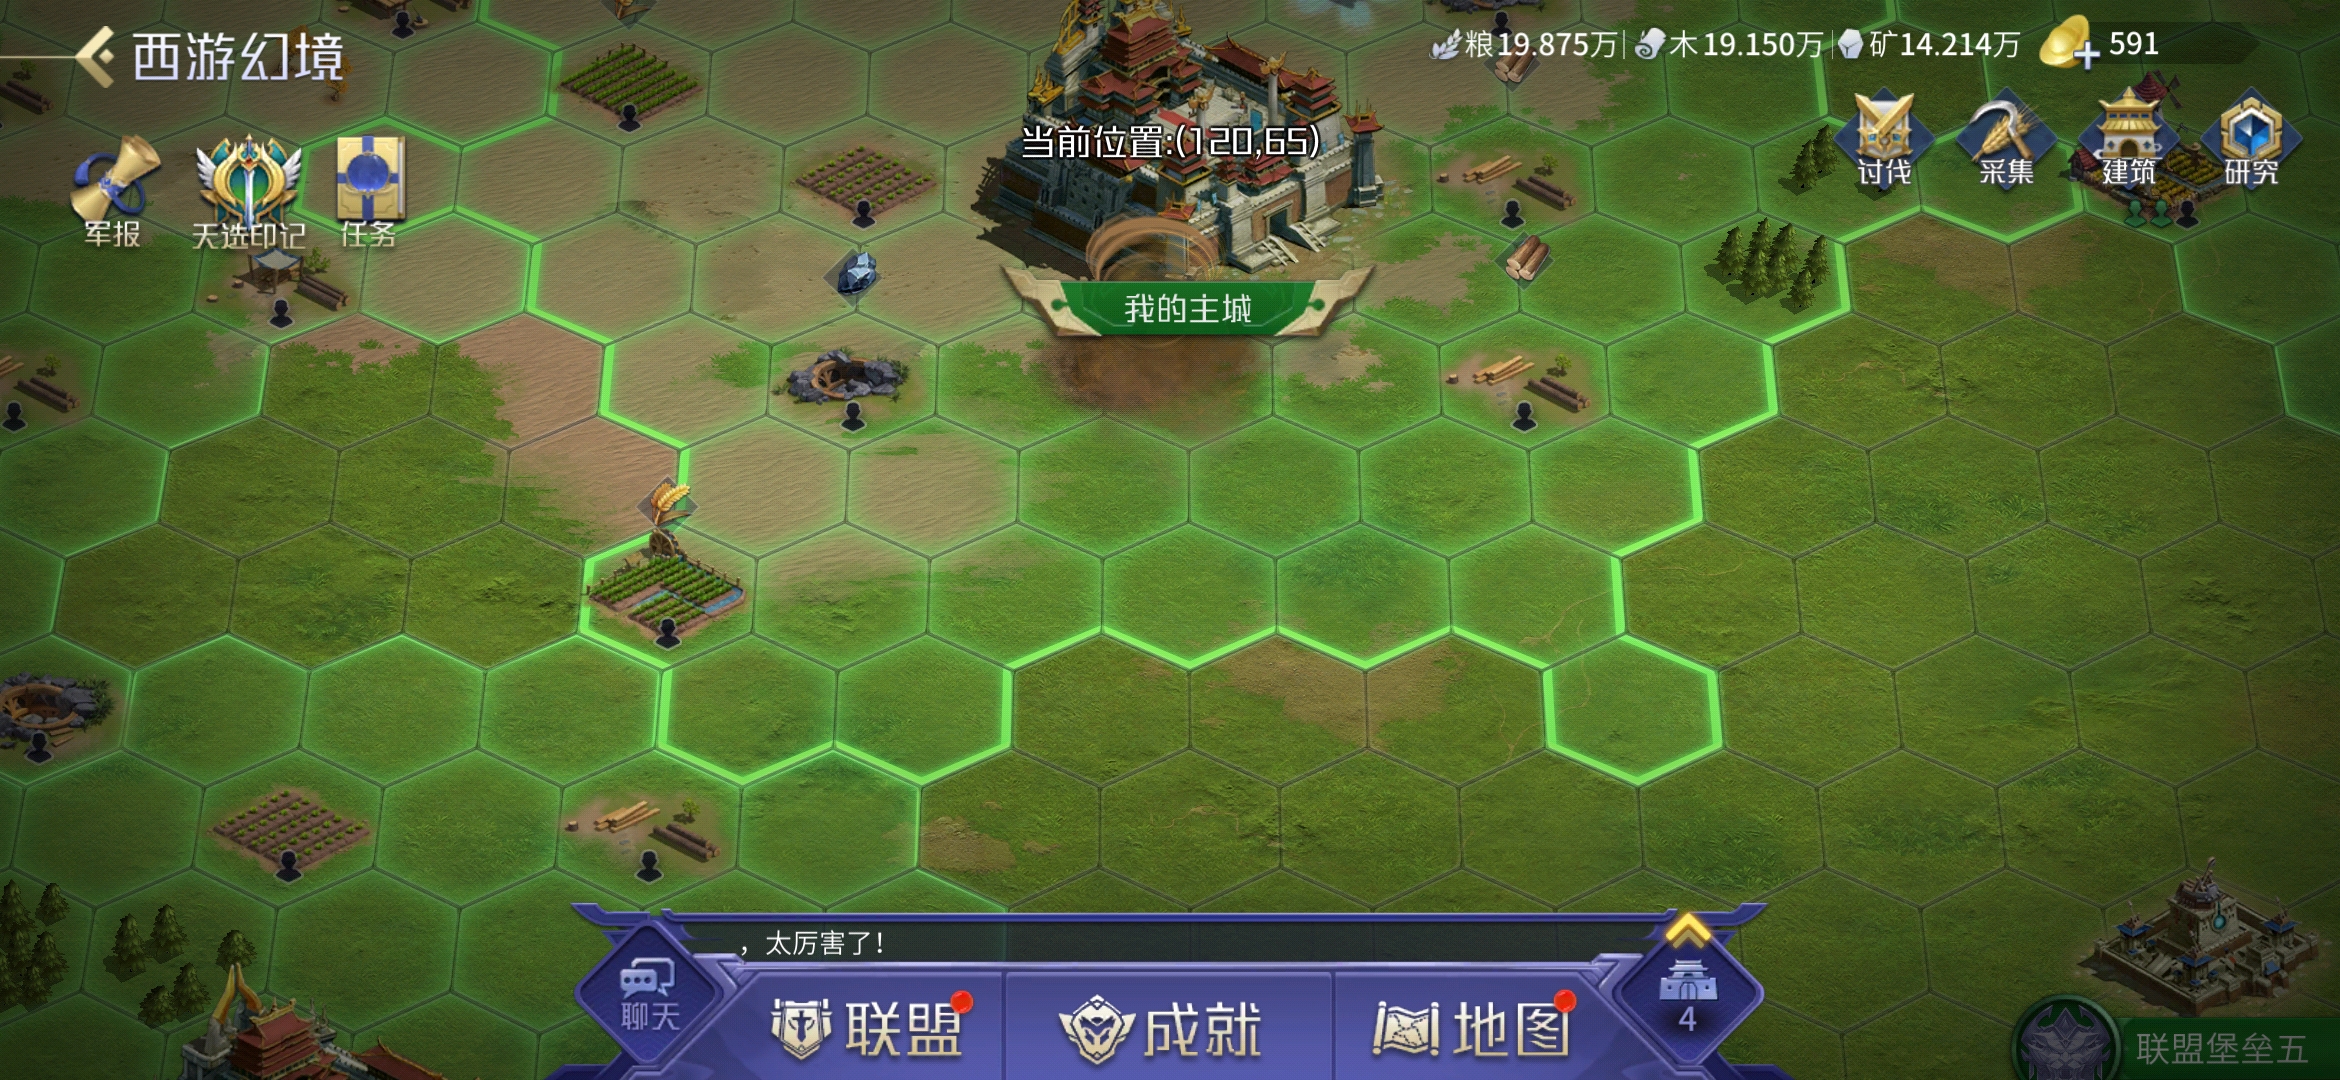 西游幻境
粮19.875万
木19.150万
矿14.214万
591
军报
天选印记
任务
当前位置:(120,65)
讨伐
采集
建筑
研究
我的主城
，太厉害了!
聊天
联盟
成就
地图
4
联盟堡垒五